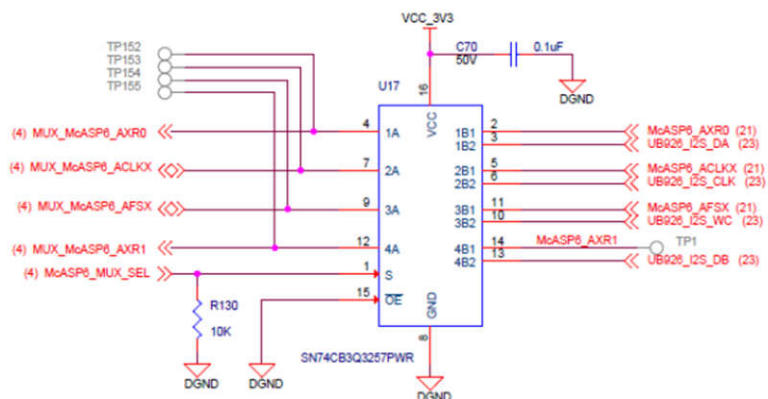 VCC_3V3
TP152
TP153
TP154
TP155
C70
0.1uF
50V
U17
DGND
16
VCC
(4) MUX_McASP6_AXR0
4
1A
1B1
2
McASP6_AXR0 (21)
1B2
3
UB926_I2S_DA (23)
(4) MUX_McASP6_ACLKX
7
2A
2B1
5
McASP6_ACLKX (21)
2B2
6
UB926_I2S_CLK (23)
(4) MUX_McASP6_AFSX
9
3A
3B1
11
McASP6_AFSX (21)
3B2
10
UB926_I2S_WC (23)
(4) MUX_McASP6_AXR1
12
4A
4B1
14
McASP6_AXR1
TP1
4B2
13
UB926_I2S_DB (23)
(4) McASP6_MUX_SEL
1
S
15
OE
GND
R130
10K
8
SN74CB3Q3257PWR
DGND
DGND
DGND